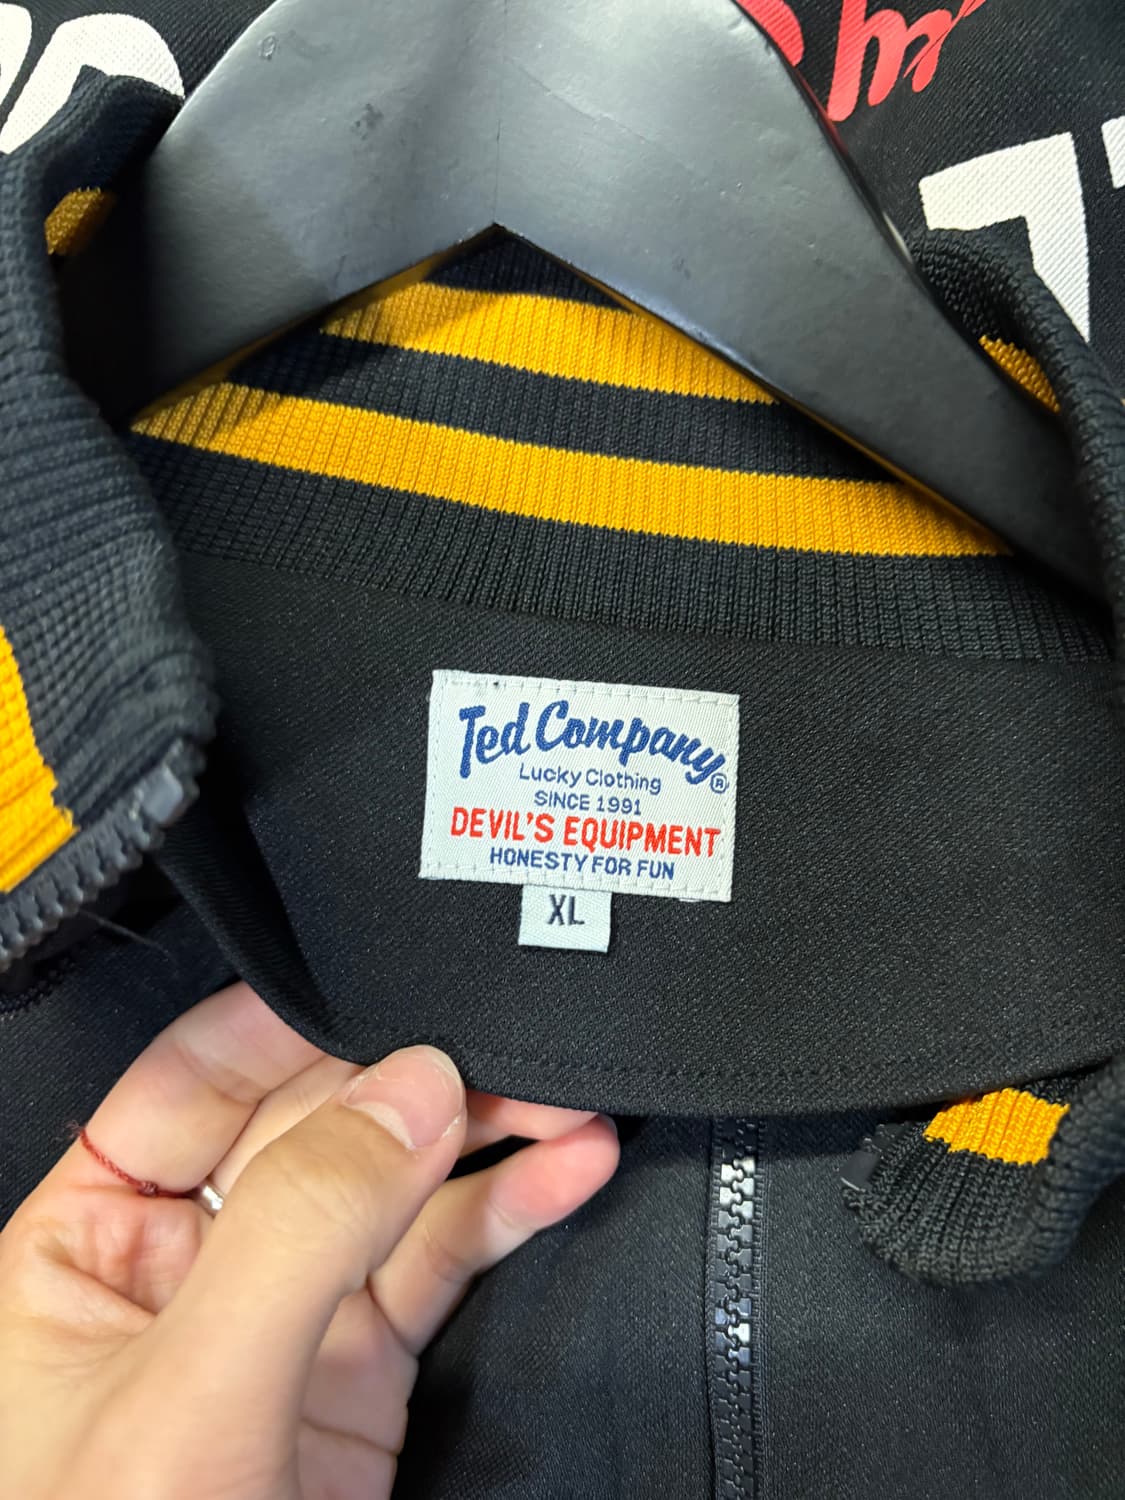 Ted Company®
Lucky Clothing
SINCE 1991
DEVIL'S EQUIPMENT
HONESTY FOR FUN
XL